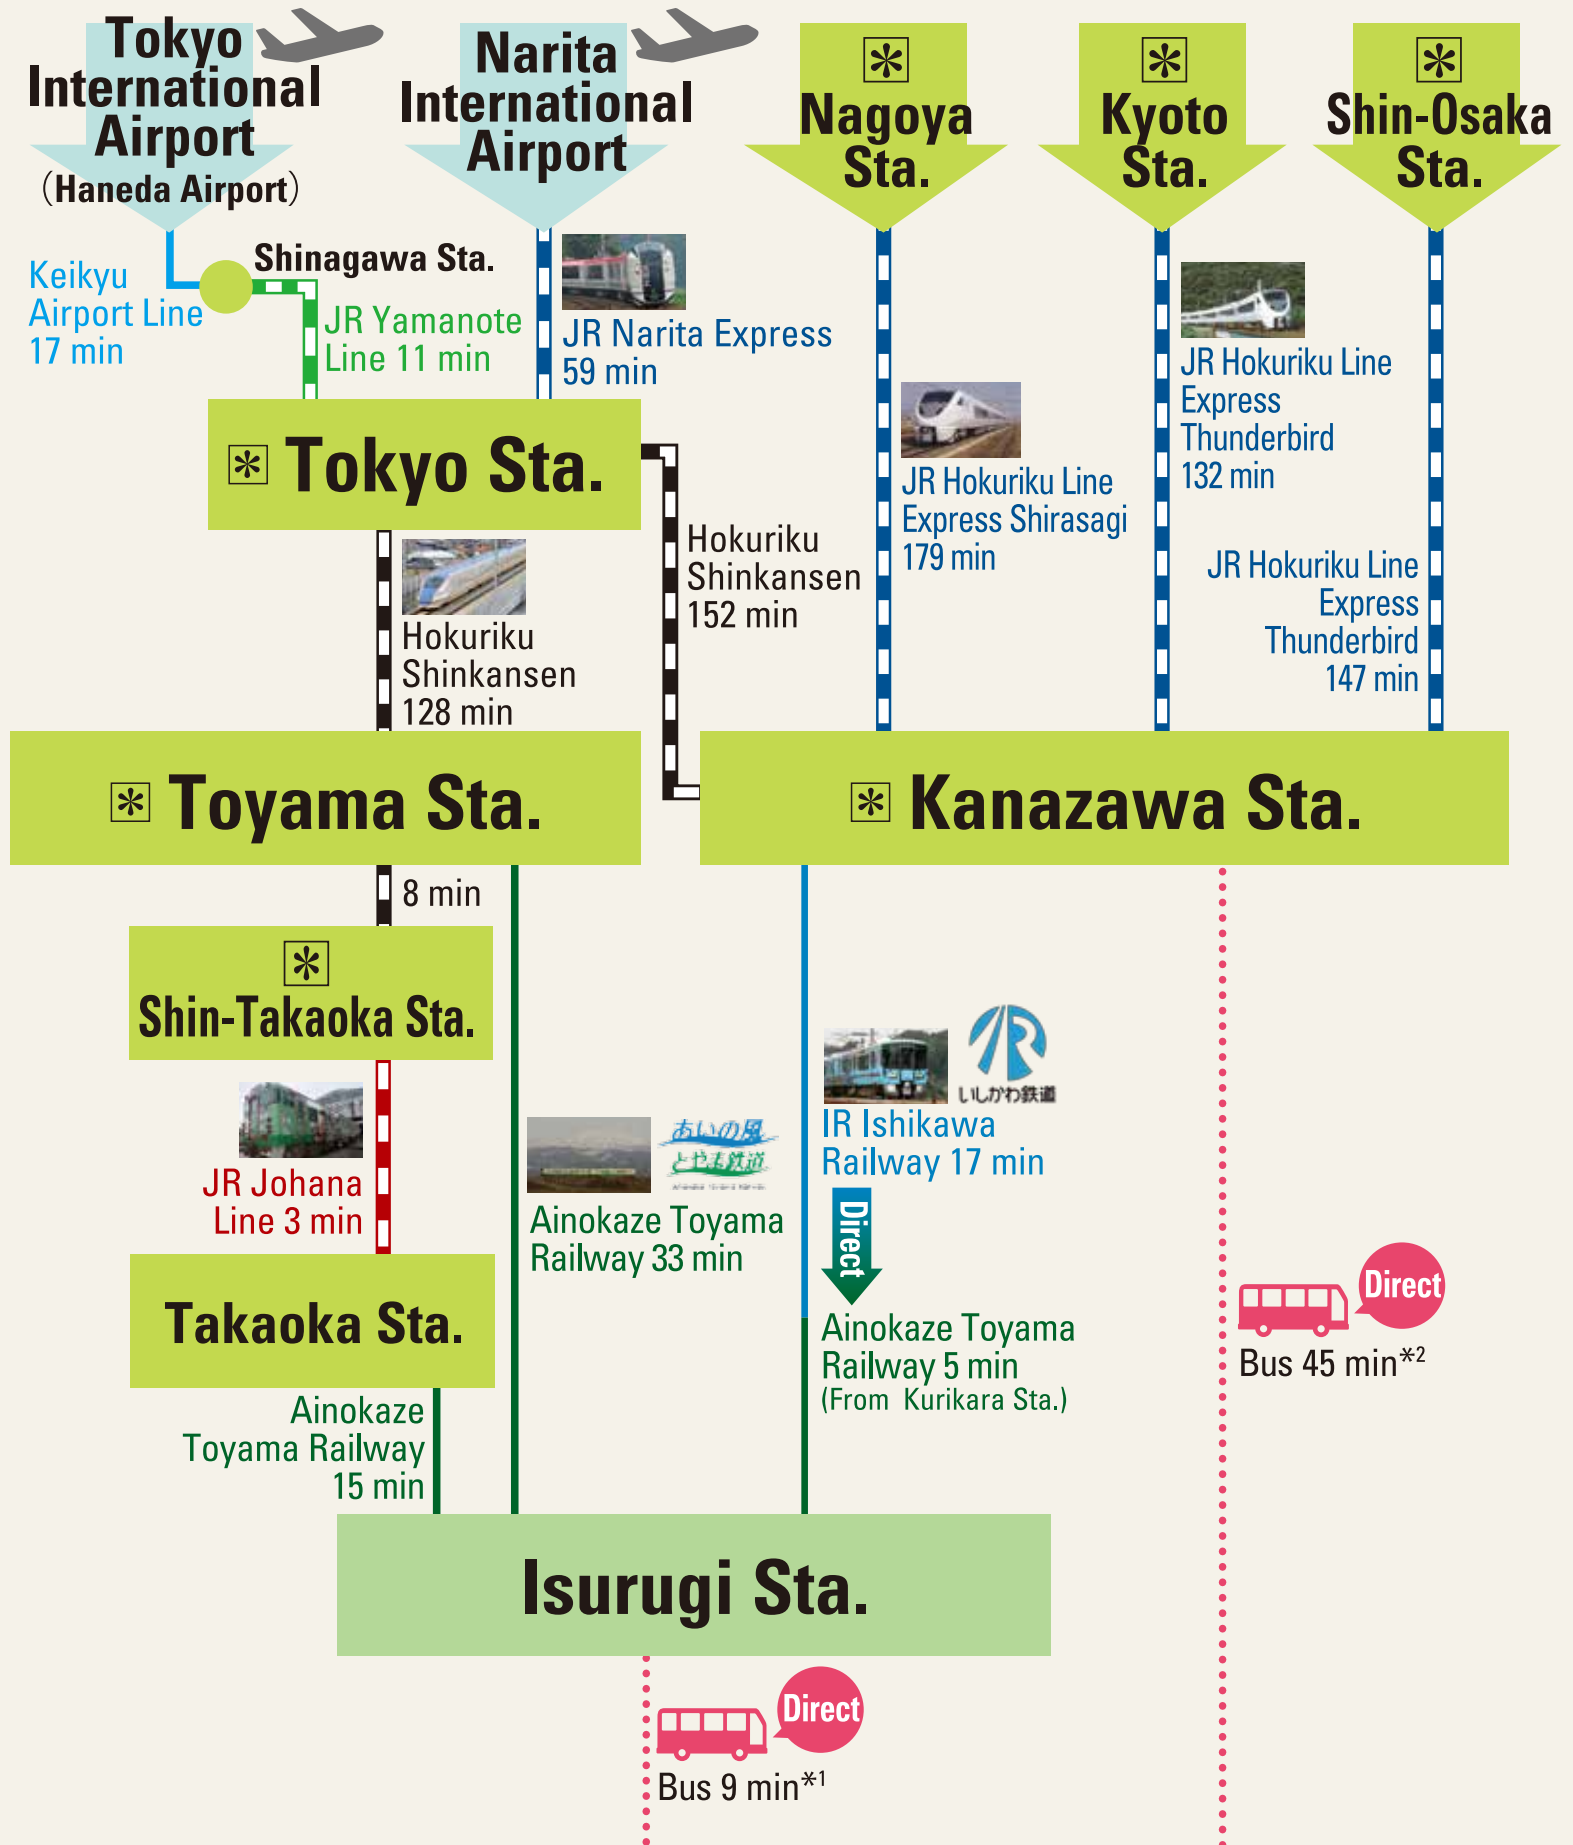 Tokyo
International
Airport
(Haneda Airport)
Narita
International
Airport
Nagoya
Sta.
Kyoto
Sta.
Shin-Osaka
Sta.
Keikyu
Airport Line
17 min
Shinagawa Sta.
JR Yamanote
Line 11 min
JR Narita Express
59 min
JR Hokuriku Line
Express Shirasagi
179 min
JR Hokuriku Line
Express
Thunderbird
132 min
JR Hokuriku Line
Express
Thunderbird
147 min
* Tokyo Sta.
Hokuriku
Shinkansen
128 min
Hokuriku
Shinkansen
152 min
* Toyama Sta.
* Kanazawa Sta.
8 min
*
Shin-Takaoka Sta.
JR Johana
Line 3 min
あいの風
とやま鉄道
Ainokaze Toyama
Railway 33 min
いしかわ鉄道
IR Ishikawa
Railway 17 min
Direct
Ainokaze Toyama
Railway 5 min
(From Kurikara Sta.)
Direct
Bus 45 min*2
Takaoka Sta.
Ainokaze
Toyama Railway
15 min
Isurugi Sta.
Direct
Bus 9 min*1